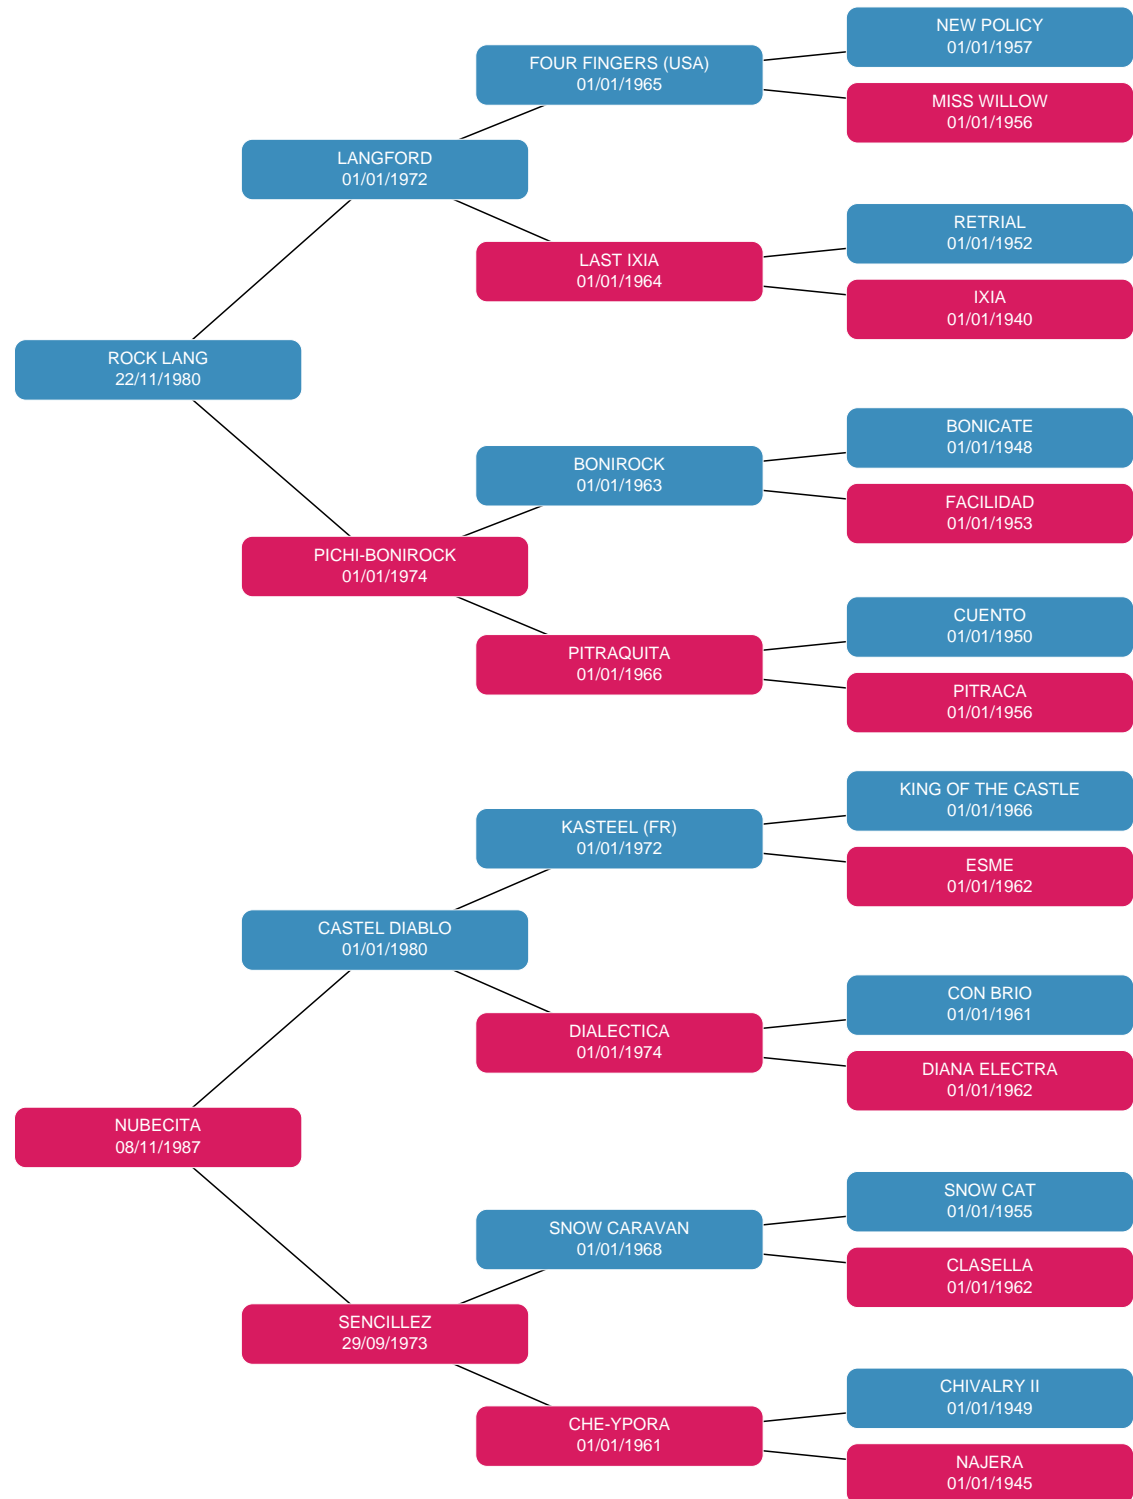 NEW POLICY
01/01/1957
FOUR FINGERS (USA)
01/01/1965
MISS WILLOW
01/01/1956
LANGFORD
01/01/1972
RETRIAL
01/01/1952
LAST IXIA
01/01/1964
IXIA
01/01/1940
ROCK LANG
22/11/1980
BONICATE
01/01/1948
BONIROCK
01/01/1963
FACILIDAD
01/01/1953
PICHI-BONIROCK
01/01/1974
CUENTO
01/01/1950
PITRAQUITA
01/01/1966
PITRACA
01/01/1956
KING OF THE CASTLE
01/01/1966
KASTEEL (FR)
01/01/1972
ESME
01/01/1962
CASTEL DIABLO
01/01/1980
CON BRIO
01/01/1961
DIALECTICA
01/01/1974
DIANA ELECTRA
01/01/1962
NUBECITA
08/11/1987
SNOW CAT
01/01/1955
SNOW CARAVAN
01/01/1968
CLASELLA
01/01/1962
SENCILLEZ
29/09/1973
CHIVALRY II
01/01/1949
CHE-YPORA
01/01/1961
NAJERA
01/01/1945